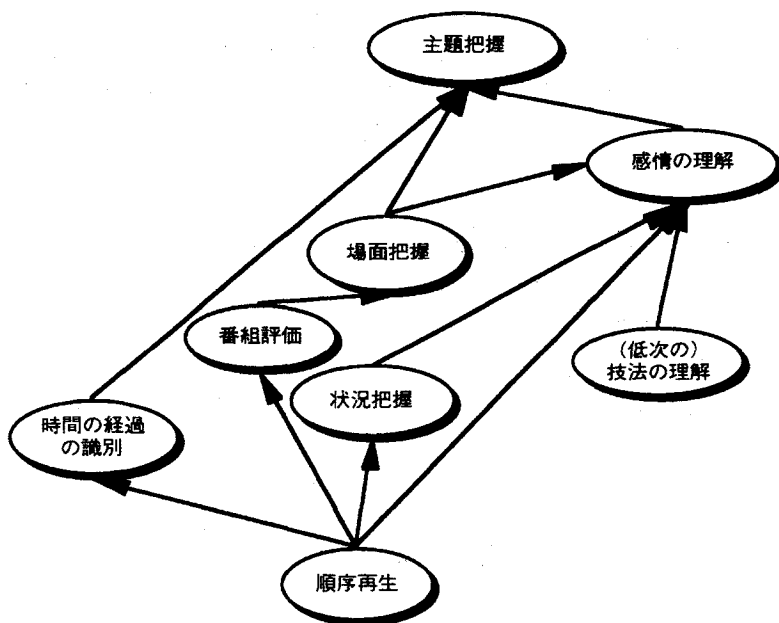 主題把握
感情の理解
場面把握
番組評価
(低次の)
技法の理解
状況把握
時間の経過
の識別
順序再生